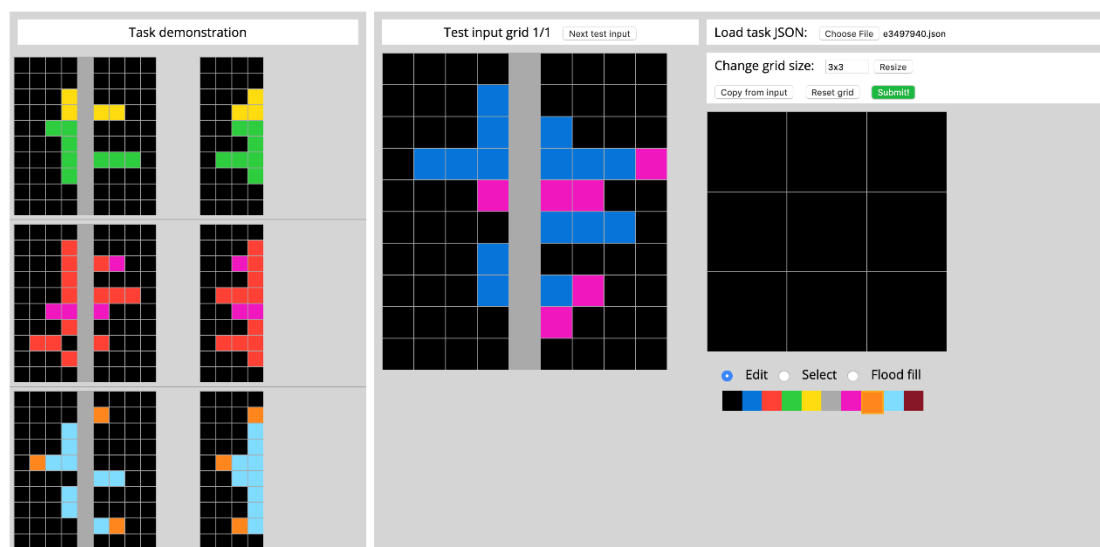 Task demonstration
Test input grid 1/1 Next test input
Load task JSON: Choose File e3497940.json
Change grid size: 3x3 Resize
Copy from input Reset grid Submit!
Edit Select Flood fill